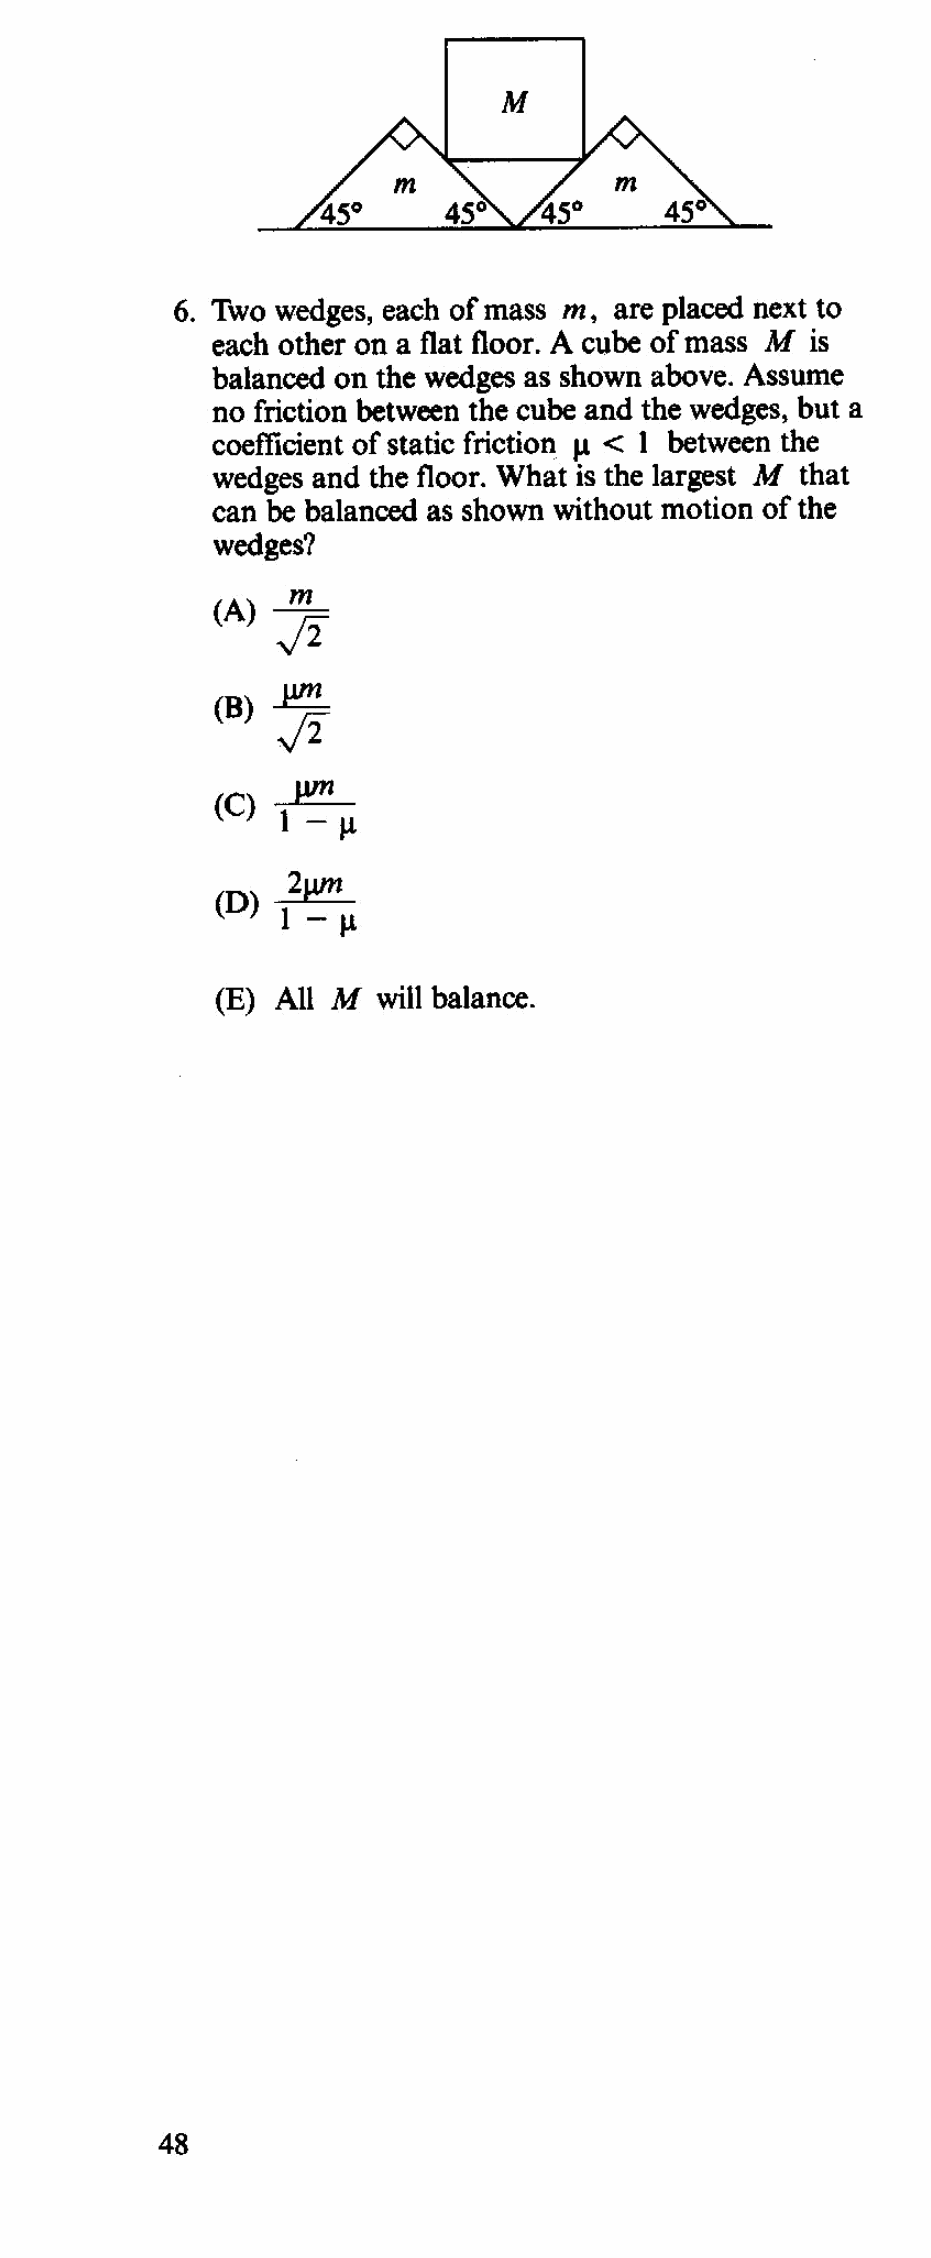 M
m
m
45° 45° 45° 45°
6. Two wedges, each of mass m, are placed next to
each other on a flat floor. A cube of mass M is
balanced on the wedges as shown above. Assume
no friction between the cube and the wedges, but a
coefficient of static friction μ < 1 between the
wedges and the floor. What is the largest M that
can be balanced as shown without motion of the
wedges?
(A) m/√2
(B) μm/√2
(C) μm/1 − μ
(D) 2μm/1 − μ
(E) All M will balance.
48